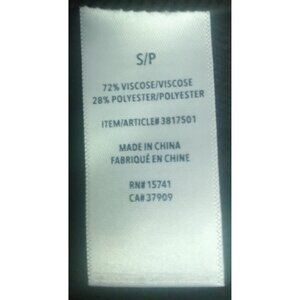 S/P
72% VISCOSE/VISCOSE
28% POLYESTER/POLYESTER
ITEM/ARTICLE# 3817501
MADE IN CHINA
FABRIQUÉ EN CHINE
RN# 15741
CA# 37909